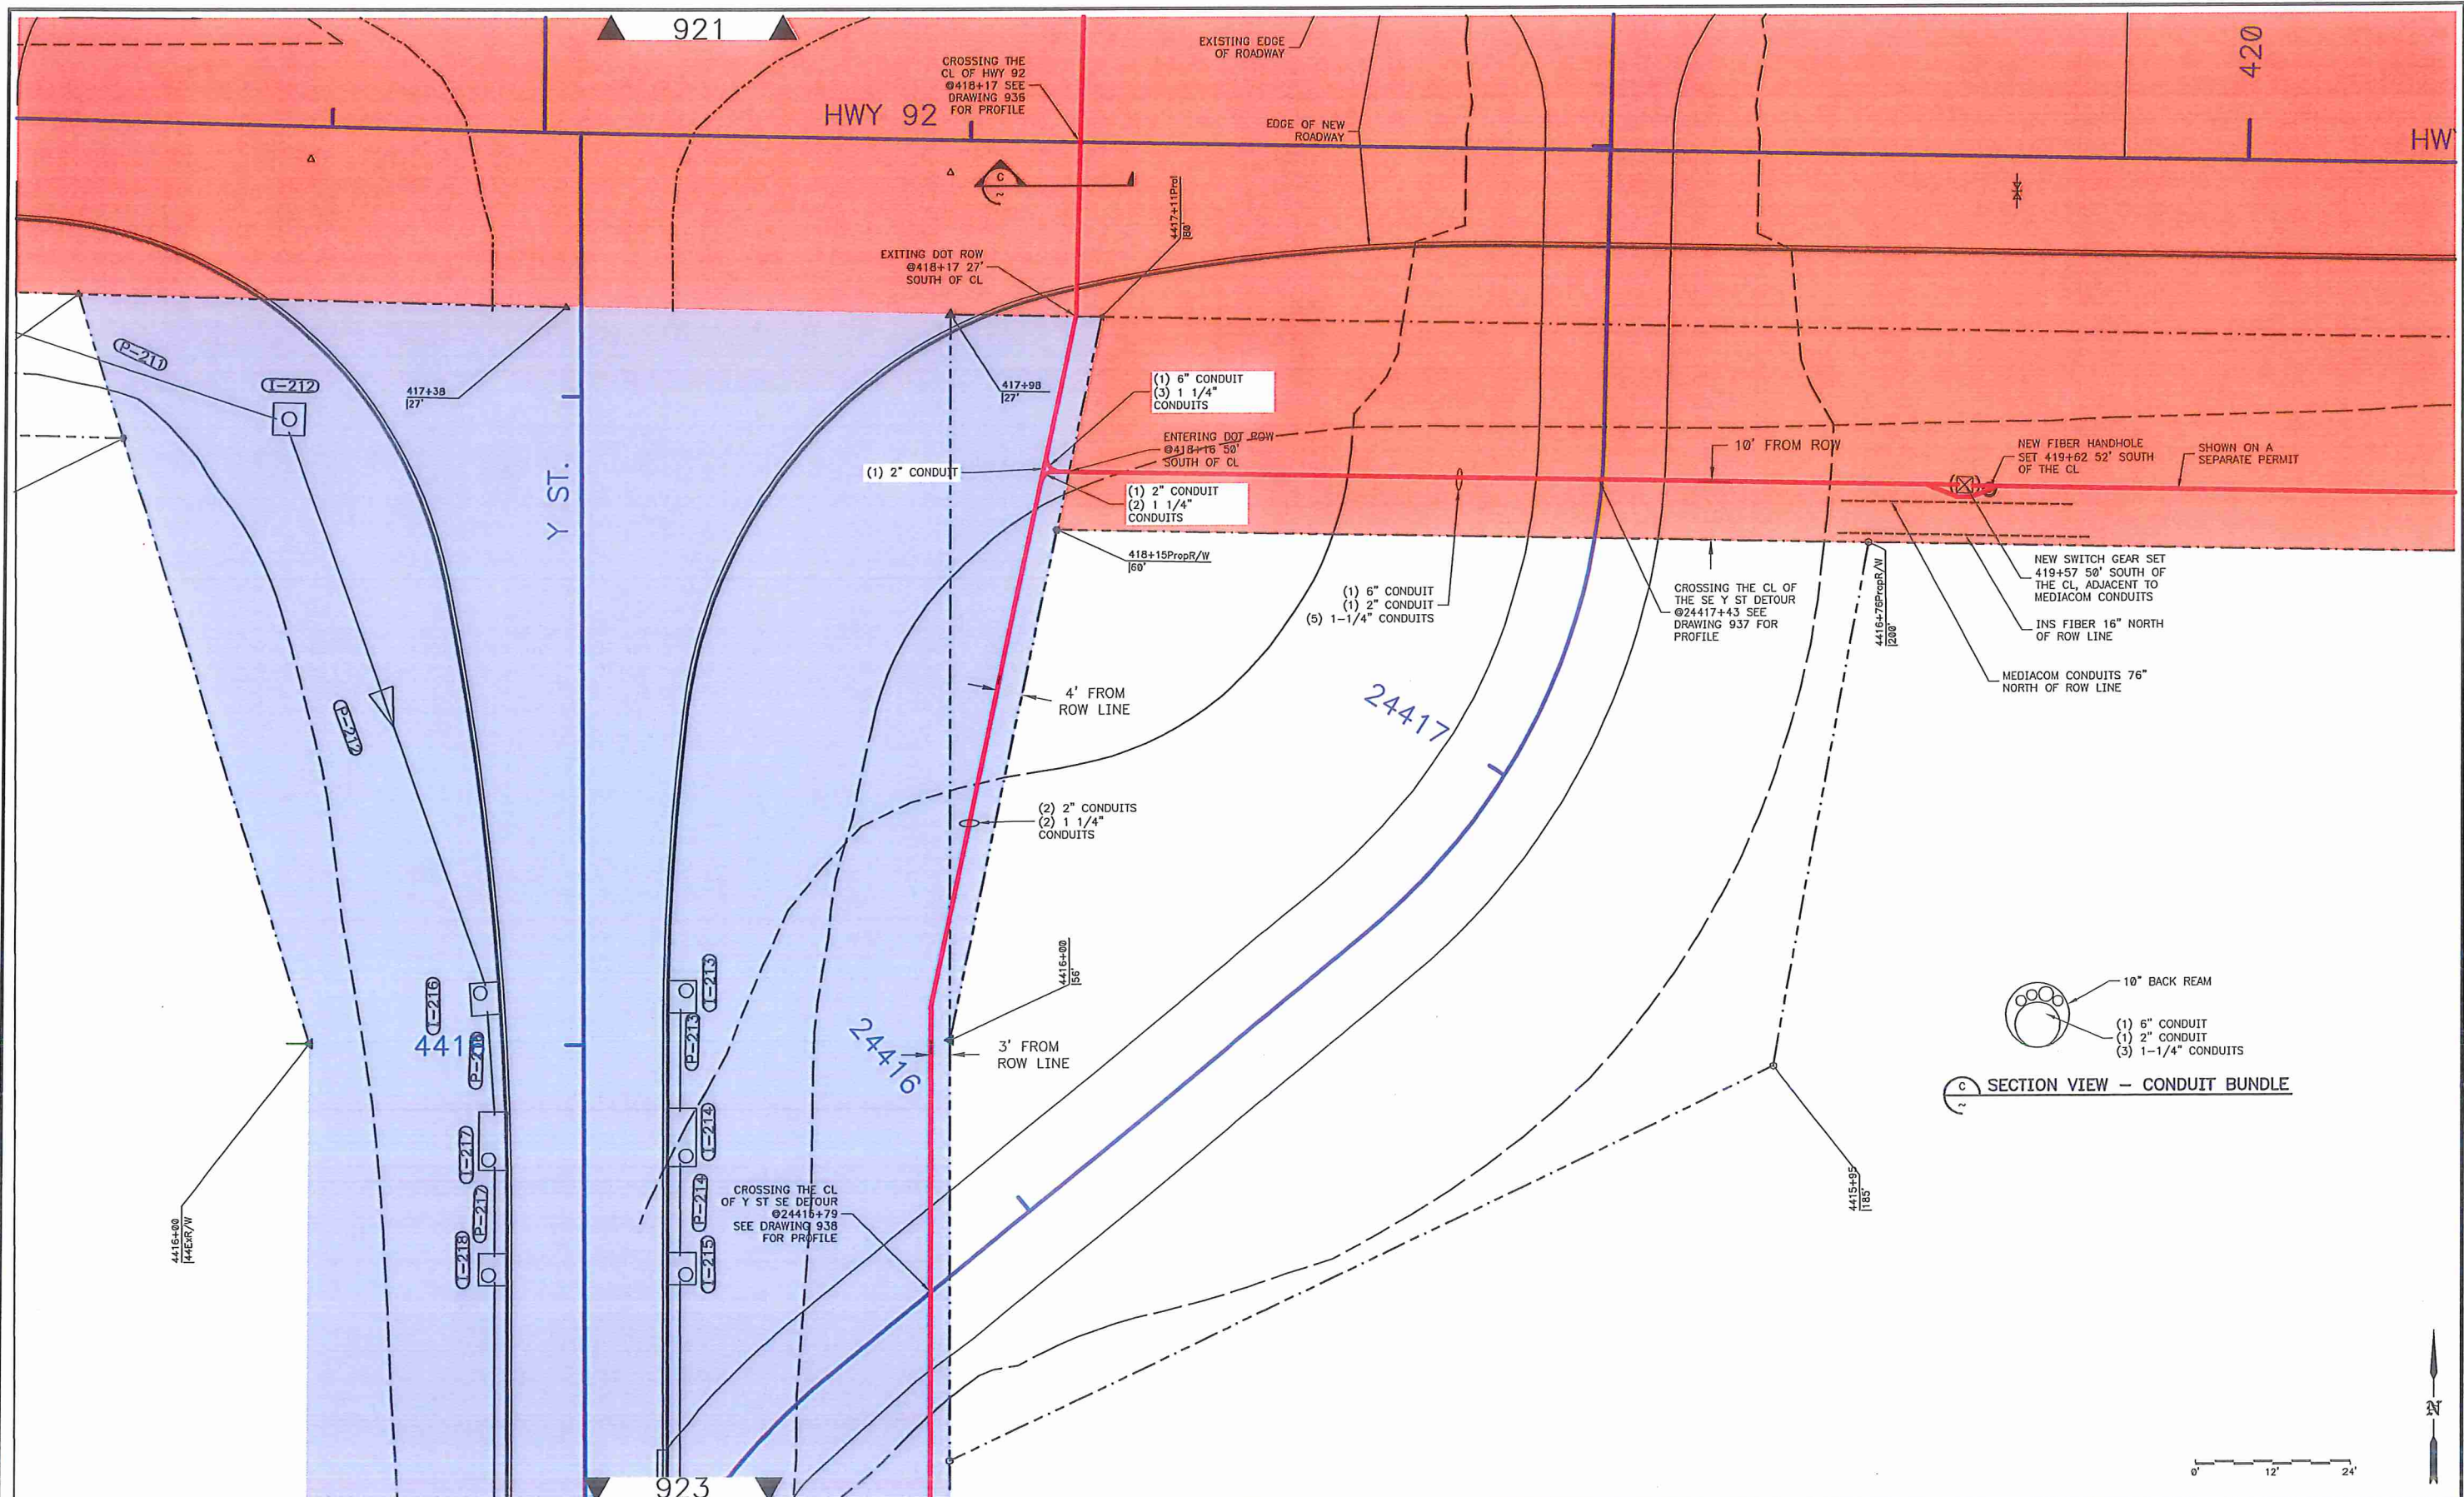 921
420
CROSSING THE
CL OF HWY 92
@418+17 SEE
DRAWING 936
FOR PROFILE
EXISTING EDGE
OF ROADWAY
HWY 92
EDGE OF NEW
ROADWAY
HWY
C
~
4417+11Prol
80'
EXITING DOT ROW
@418+17 27'
SOUTH OF CL
P-211
I-212
417+38
27'
417+98
27'
(1) 6" CONDUIT
(3) 1 1/4"
CONDUITS
ENTERING DOT ROW
@418+16 50'
SOUTH OF CL
10' FROM ROW
NEW FIBER HANDHOLE
SET 419+62 52' SOUTH
OF THE CL
SHOWN ON A
SEPARATE PERMIT
(1) 2" CONDUIT
(1) 2" CONDUIT
(2) 1 1/4"
CONDUITS
Y ST.
418+15PropR/W
60'
(1) 6" CONDUIT
(1) 2" CONDUIT
(5) 1-1/4" CONDUITS
CROSSING THE CL OF
THE SE Y ST DETOUR
@24417+43 SEE
DRAWING 937 FOR
PROFILE
4416+76PropR/W
200'
NEW SWITCH GEAR SET
419+57 50' SOUTH OF
THE CL, ADJACENT TO
MEDIACOM CONDUITS
INS FIBER 16" NORTH
OF ROW LINE
MEDIACOM CONDUITS 76"
NORTH OF ROW LINE
P-212
4' FROM
ROW LINE
24417
(2) 2" CONDUITS
(2) 1 1/4"
CONDUITS
4416+00
56'
I-216
I-213
P-213
24416
3' FROM
ROW LINE
10" BACK REAM
(1) 6" CONDUIT
(1) 2" CONDUIT
(3) 1-1/4" CONDUITS
C
~
SECTION VIEW - CONDUIT BUNDLE
I-217
I-214
P-217
P-214
CROSSING THE CL
OF Y ST SE DETOUR
@24416+79
SEE DRAWING 938
FOR PROFILE
4415+95
185'
4416+00
44ExR/W
I-218
I-215
923
N
0' 12' 24'